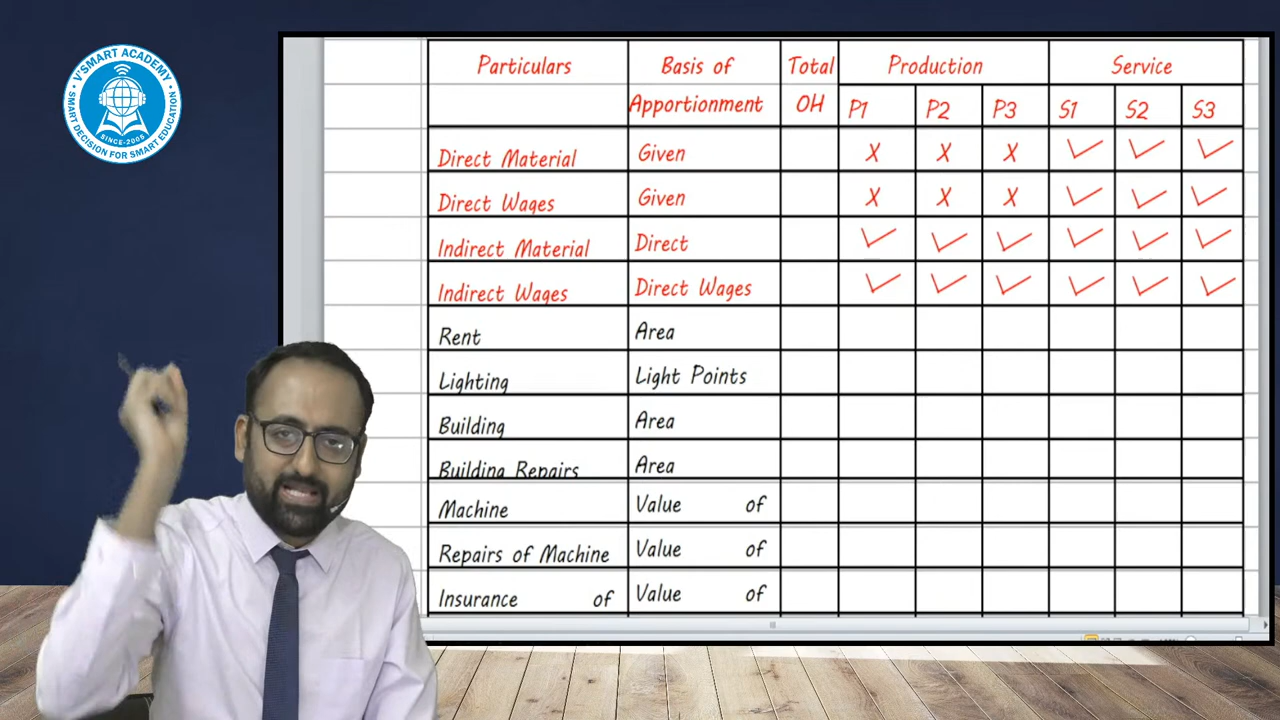 V'SMART ACADEMY
SINCE-2005
SMART DECISION FOR SMART EDUCATION
Particulars Basis of Total Production Service
Apportionment OH P1 P2 P3 S1 S2 S3
Direct Material Given X X X ✓ ✓ ✓
Direct Wages Given X X X ✓ ✓ ✓
Indirect Material Direct ✓ ✓ ✓ ✓ ✓ ✓
Indirect Wages Direct Wages ✓ ✓ ✓ ✓ ✓ ✓
Rent Area
Lighting Light Points
Building Area
Building Repairs Area
Machine Value of
Repairs of Machine Value of
Insurance of Value of